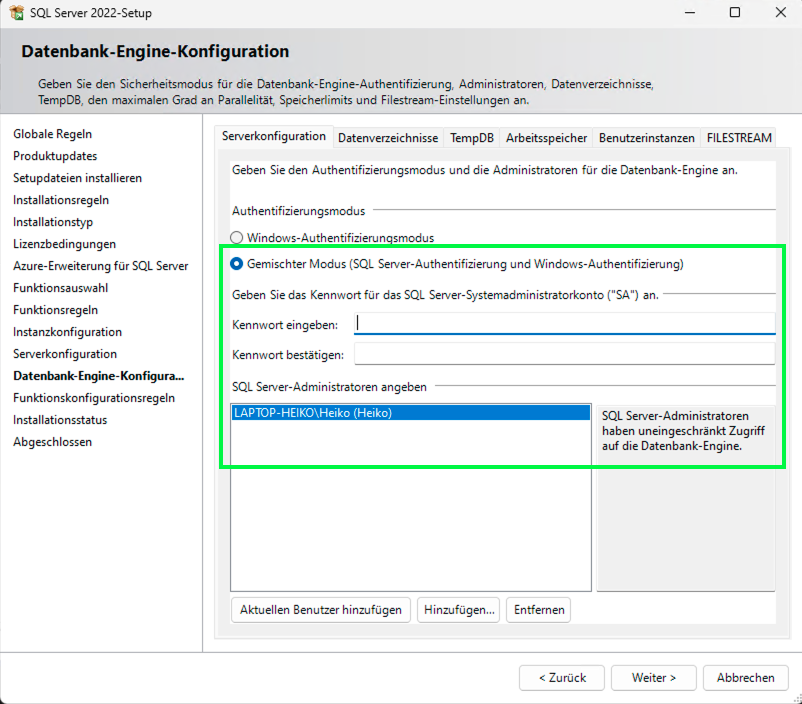 SQL Server 2022-Setup
Datenbank-Engine-Konfiguration
Geben Sie den Sicherheitsmodus für die Datenbank-Engine-Authentifizierung, Administratoren, Datenverzeichnisse,
TempDB, den maximalen Grad an Parallelität, Speicherlimits und Filestream-Einstellungen an.
Globale Regeln
Produktupdates
Setupdateien installieren
Installationsregeln
Installationstyp
Lizenzbedingungen
Azure-Erweiterung für SQL Server
Funktionsauswahl
Funktionsregeln
Instanzkonfiguration
Serverkonfiguration
Datenbank-Engine-Konfigura...
Funktionskonfigurationsregeln
Installationsstatus
Abgeschlossen
Serverkonfiguration Datenverzeichnisse TempDB Arbeitsspeicher Benutzerinstanzen FILESTREAM
Geben Sie den Authentifizierungsmodus und die Administratoren für die Datenbank-Engine an.
Authentifizierungsmodus
Windows-Authentifizierungsmodus
Gemischter Modus (SQL Server-Authentifizierung und Windows-Authentifizierung)
Geben Sie das Kennwort für das SQL Server-Systemadministratorkonto ("SA") an.
Kennwort eingeben:
Kennwort bestätigen:
SQL Server-Administratoren angeben
LAPTOP-HEIKO\Heiko (Heiko)
SQL Server-Administratoren
haben uneingeschränkt Zugriff
auf die Datenbank-Engine.
Aktuellen Benutzer hinzufügen Hinzufügen... Entfernen
< Zurück Weiter > Abbrechen